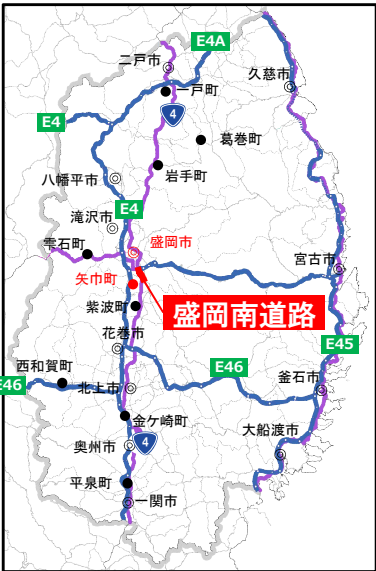 E4A
二戸市
久慈市
一戸町
E4
4
葛巻町
岩手町
八幡平市
E4
滝沢市
盛岡市
雫石町
宮古市
矢巾町
盛岡南道路
紫波町
花巻市
E45
西和賀町
E46
E46
北上市
釜石市
金ケ崎町
大船渡市
4
奥州市
平泉町
一関市